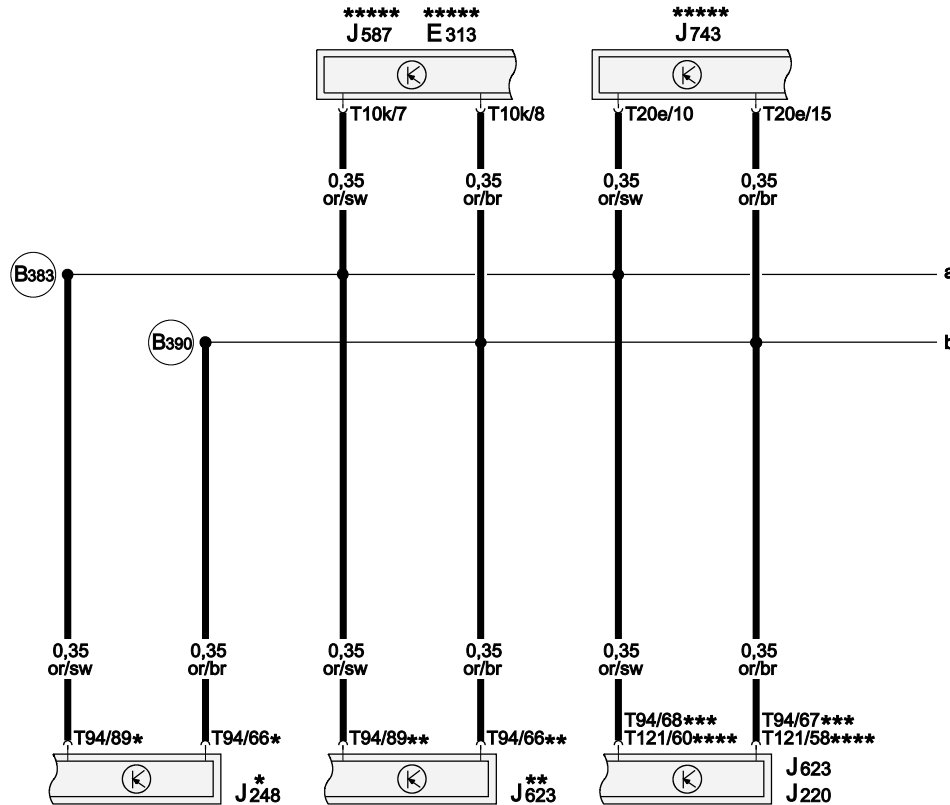 ***** ***** *****
J587 E313 J743
T10k/7 T10k/8 T20e/10 T20e/15
0,35 0,35 0,35 0,35
or/sw or/br or/sw or/br
B383 a
B390 b
0,35 0,35 0,35 0,35 0,35 0,35
or/sw or/br or/sw or/br or/sw or/br
T94/68*** T94/67***
T94/89* T94/66* T94/89** T94/66** T121/60**** T121/58****
* ** J623
J248 J623 J220